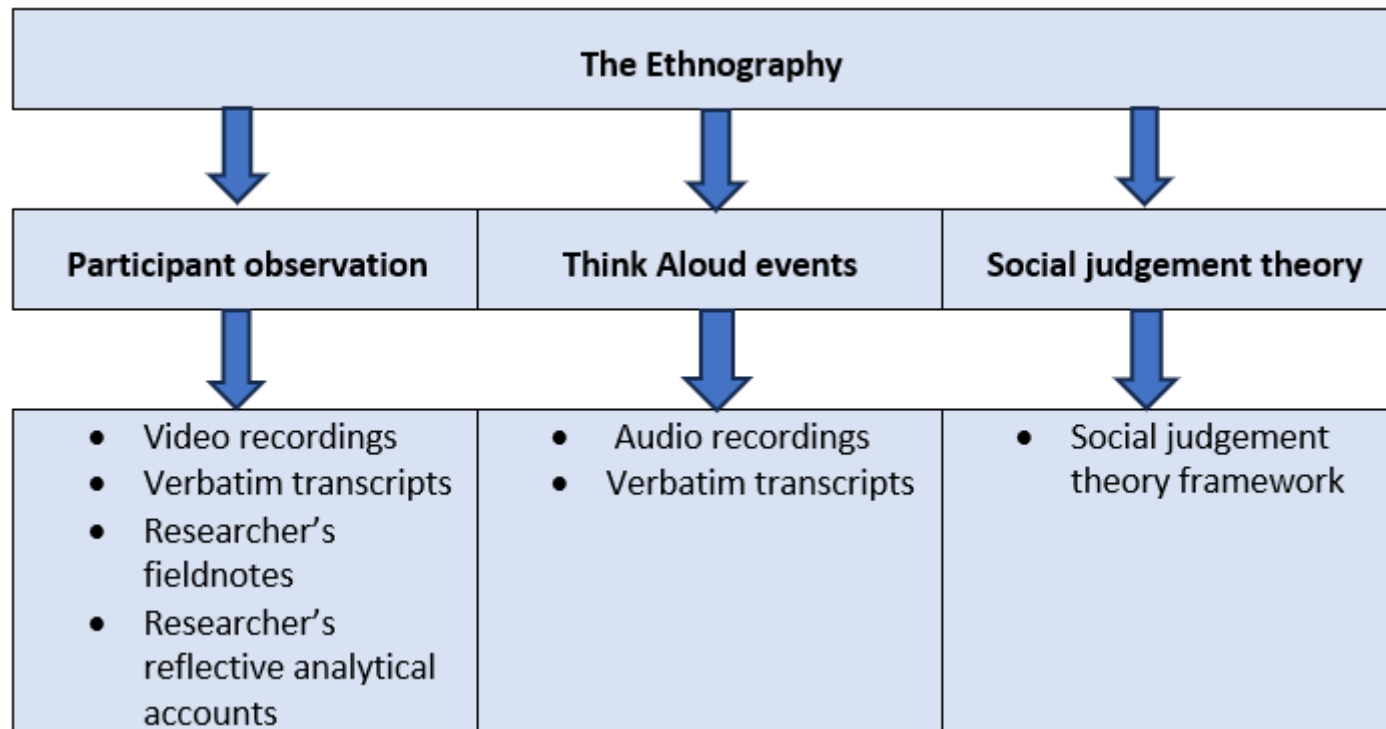 The Ethnography
Participant observation
Think Aloud events
Social judgement theory
• Video recordings
• Verbatim transcripts
• Researcher’s
fieldnotes
• Researcher’s
reflective analytical
accounts
• Audio recordings
• Verbatim transcripts
• Social judgement
theory framework